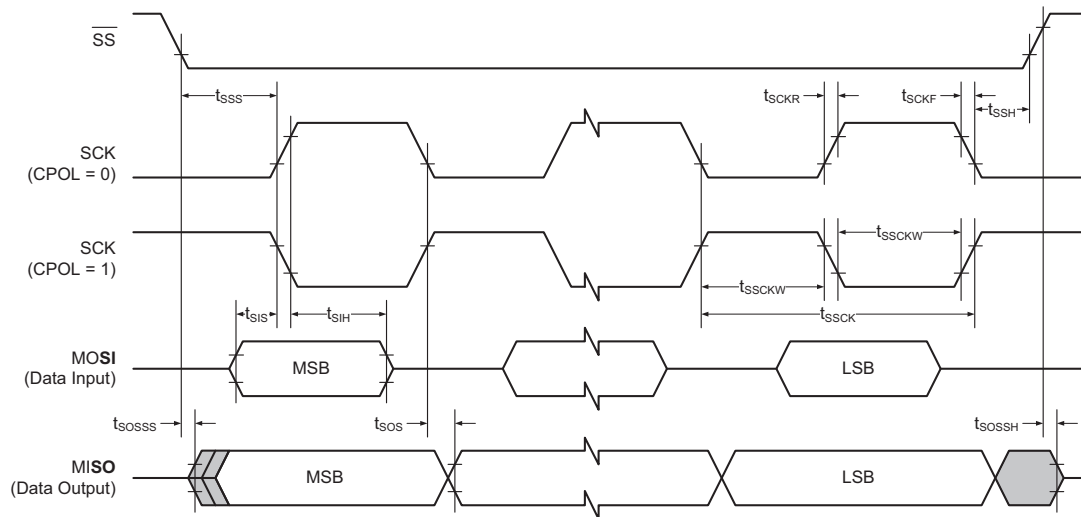 SS
tSSS
tSCKR
tSCKF
tSSH
SCK
(CPOL = 0)
SCK
(CPOL = 1)
tSSCKW
tSSCKW
tSSCK
tSIS
tSIH
MOSI
(Data Input)
MSB
LSB
tSOSSS
tSOS
tSOSSH
MISO
(Data Output)
MSB
LSB